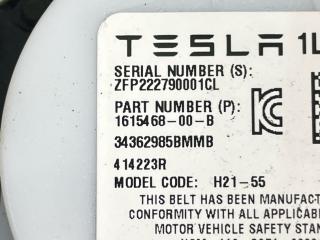 TESLA 1L
SERIAL NUMBER (S):
ZFP222790001CL
PART NUMBER (P):
1615468-00-B
34362985BMMB
414223R
MODEL CODE: H21-55
THIS BELT HAS BEEN MANUFACT
CONFORMITY WITH ALL APPLICAB
MOTOR VEHICLE SAFETY STAN